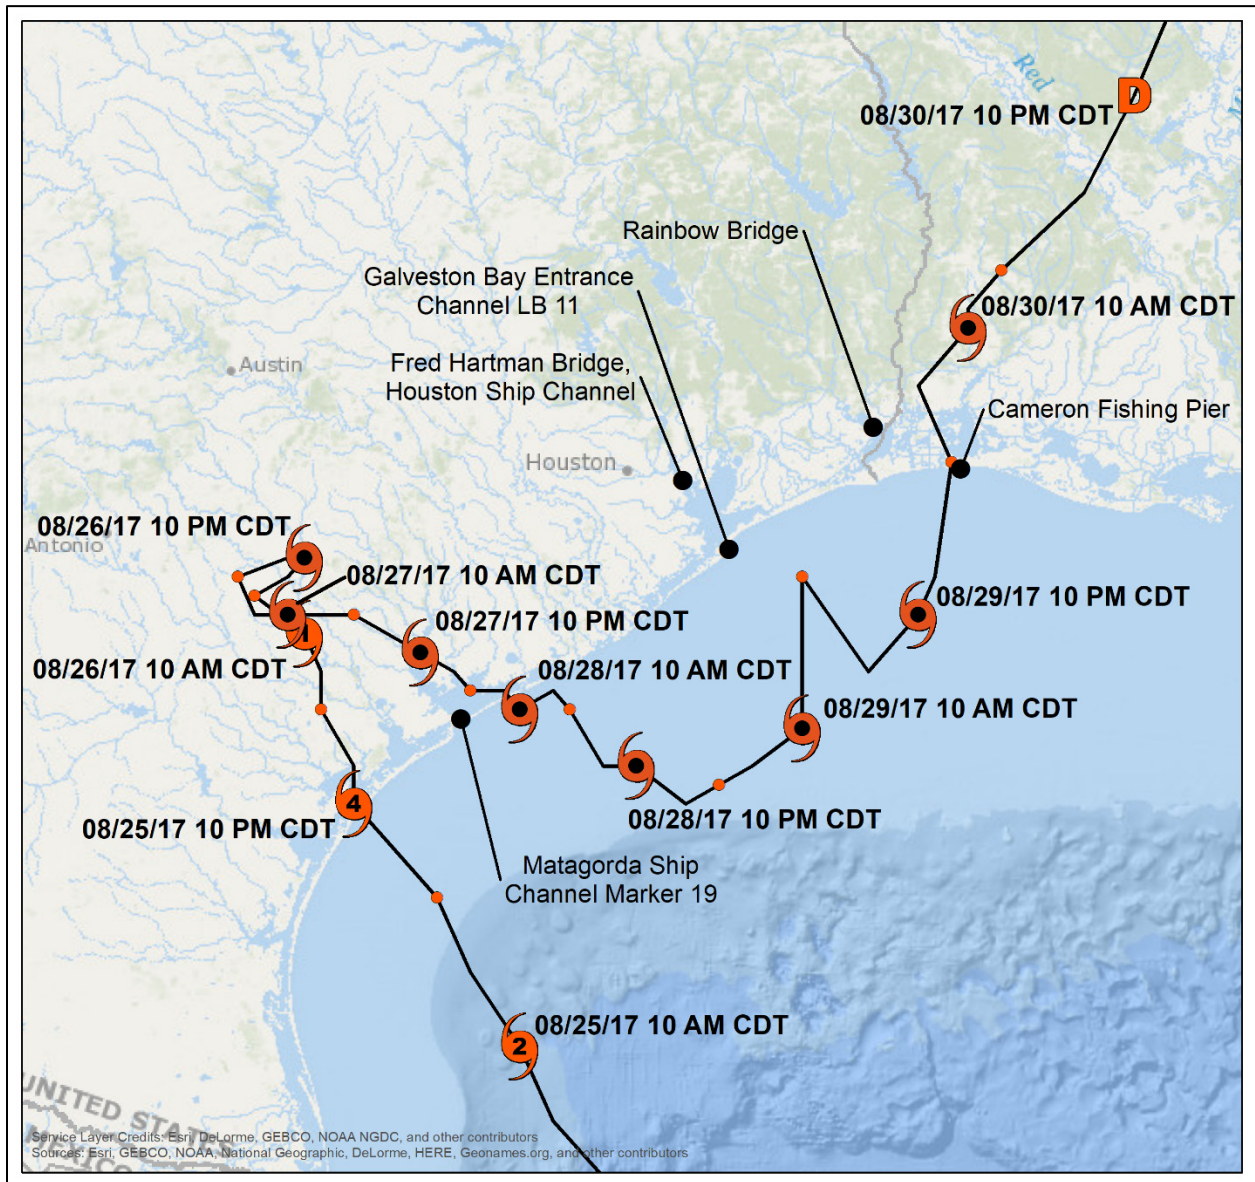 Red
D
08/30/17 10 PM CDT
Rainbow Bridge
Galveston Bay Entrance
Channel LB 11
08/30/17 10 AM CDT
Austin
Fred Hartman Bridge,
Houston Ship Channel
Cameron Fishing Pier
Houston
08/26/17 10 PM CDT
Antonio
08/27/17 10 AM CDT
08/29/17 10 PM CDT
08/27/17 10 PM CDT
1
08/26/17 10 AM CDT
08/28/17 10 AM CDT
08/29/17 10 AM CDT
4
08/25/17 10 PM CDT
08/28/17 10 PM CDT
Matagorda Ship
Channel Marker 19
08/25/17 10 AM CDT
2
UNITED STATES
MEXICO
Service Layer Credits: Esri, DeLorme, GEBCO, NOAA NGDC, and other contributors
Sources: Esri, GEBCO, NOAA, National Geographic, DeLorme, HERE, Geonames.org, and other contributors